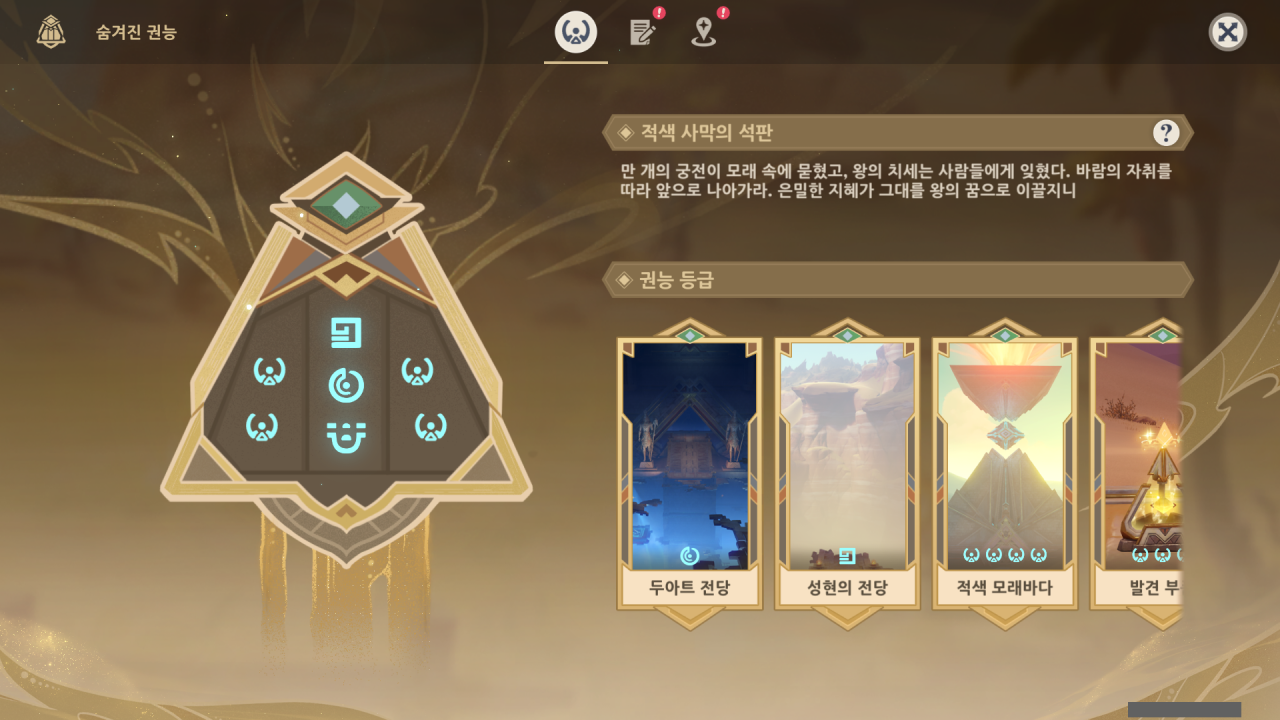 숨겨진 권능
적색 사막의 석판
?
만 개의 궁전이 모래 속에 묻혔고, 왕의 치세는 사람들에게 잊혔다. 바람의 자취를
따라 앞으로 나아가라. 은밀한 지혜가 그대를 왕의 꿈으로 이끌지니
권능 등급
두아트 전당
성현의 전당
적색 모래바다
발견 부